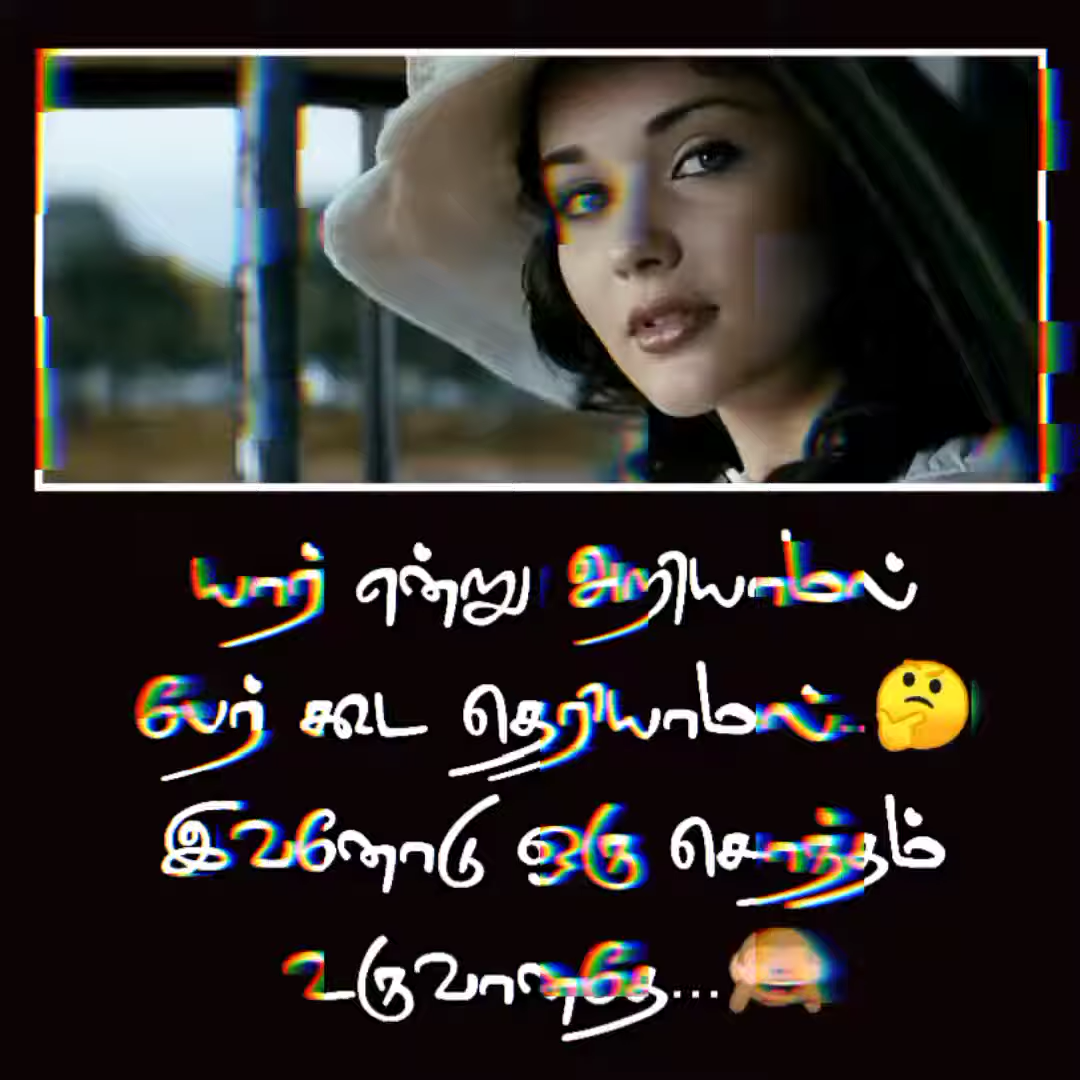 யார் என்று அறியாமல்
பேர் கூட தெரியாமல்..🤔
இவனோடு ஒரு சொந்தம்
உருவானதே...🙈